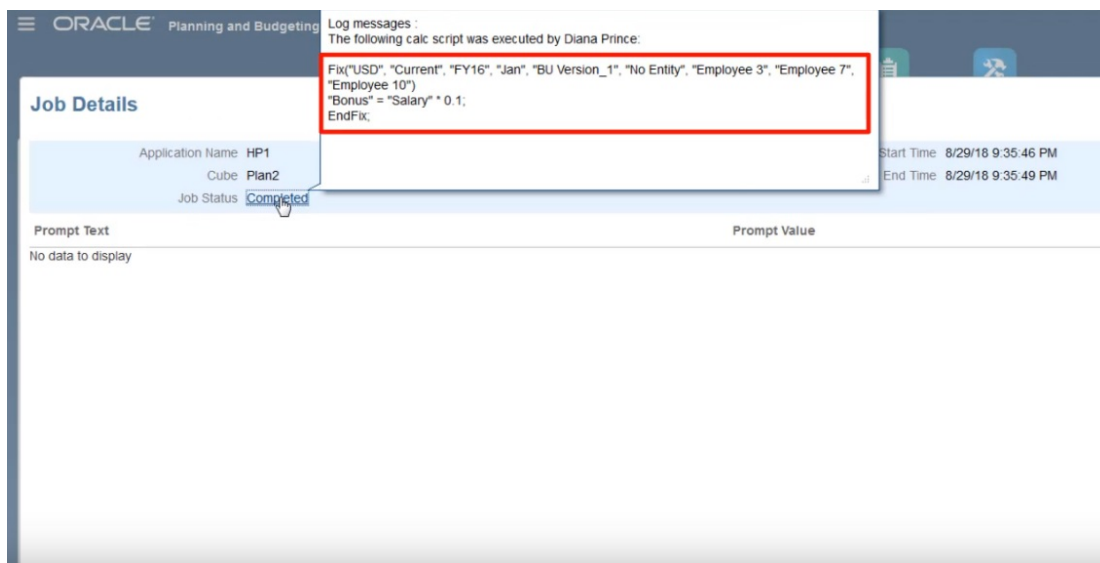 ORACLE® Planning and Budgeting
Log messages :
The following calc script was executed by Diana Prince:
Fix("USD", "Current", "FY16", "Jan", "BU Version_1", "No Entity", "Employee 3", "Employee 7",
"Employee 10")
"Bonus" = "Salary" * 0.1;
EndFix;
Job Details
Application Name HP1
Start Time 8/29/18 9:35:46 PM
Cube Plan2
End Time 8/29/18 9:35:49 PM
Job Status Completed
Prompt Text Prompt Value
No data to display